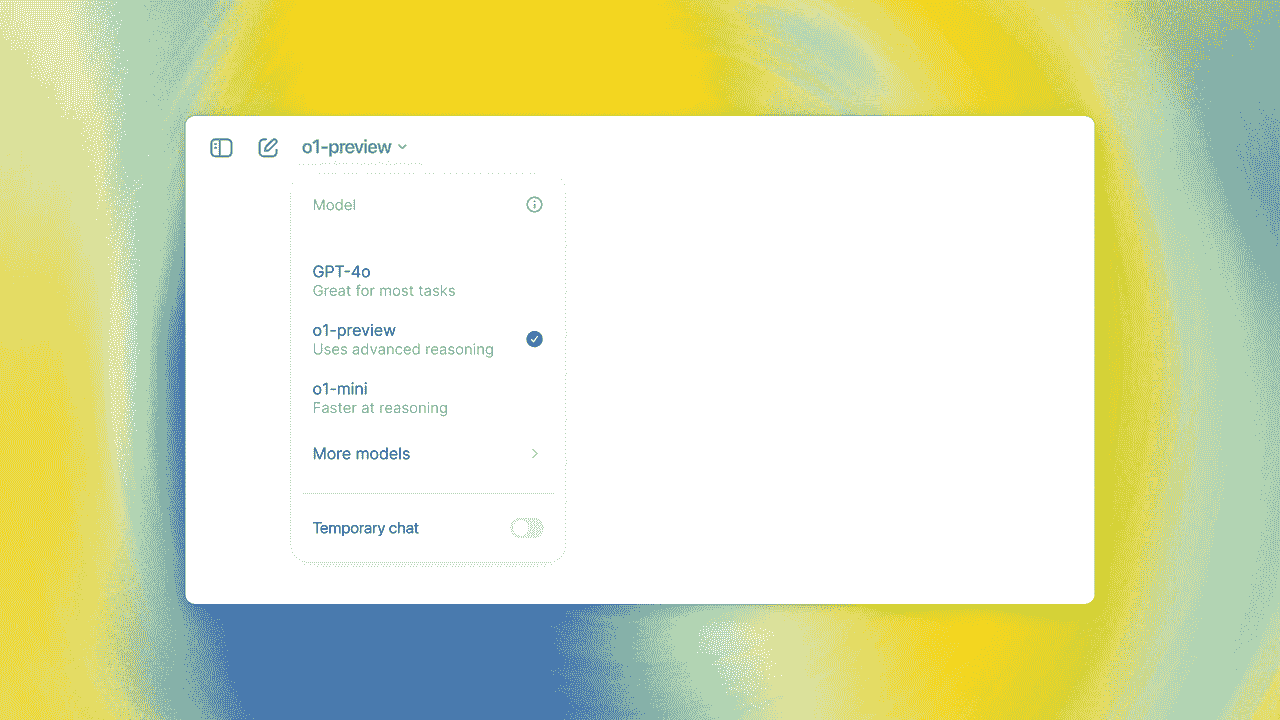 o1-preview
Model
GPT-4o
Great for most tasks
o1-preview
Uses advanced reasoning
o1-mini
Faster at reasoning
More models
Temporary chat